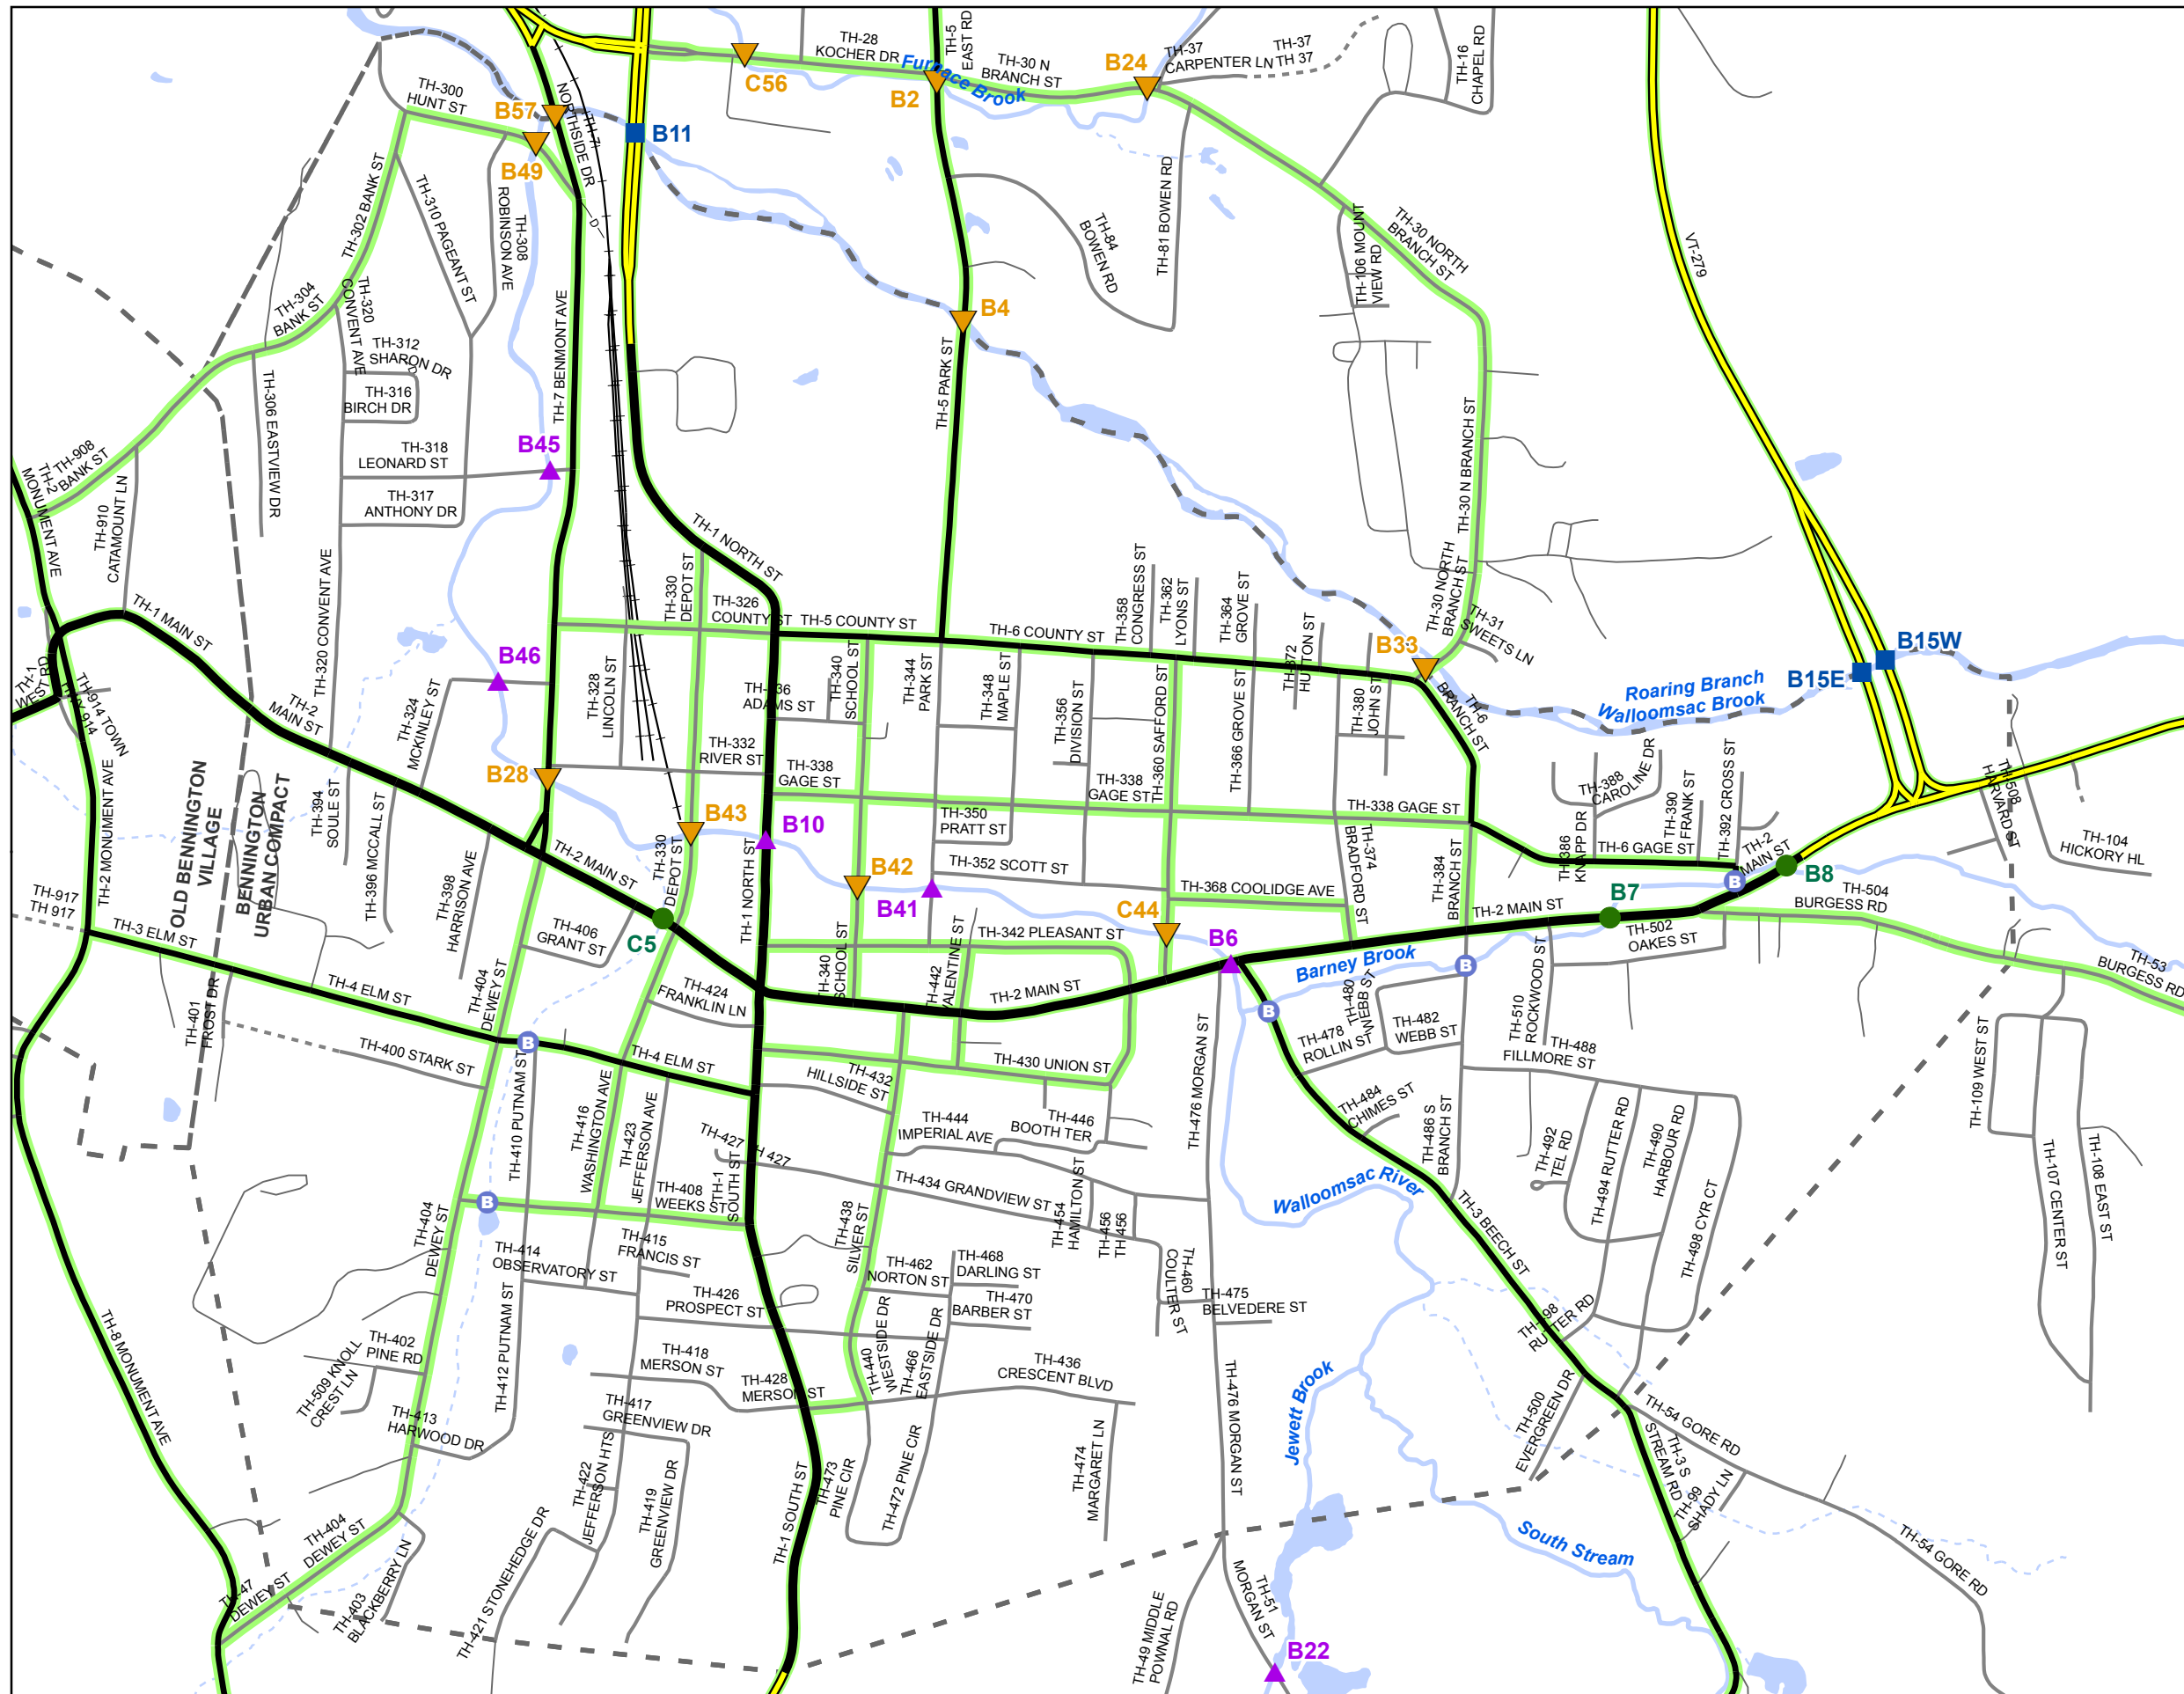 TH-28
KOCHER DR
TH-5
EAST RD
Furnace Brook
TH-30 N
BRANCH ST
B24
TH-37
CARPENTER LN
TH-37
TH 37
TH-16
CHAPEL RD
C56
B2
TH-300
HUNT ST
B57
NORTHSIDE DR
TH-7
B11
B49
TH-302 BANK ST
TH-310 PAGEANT ST
TH-308
ROBINSON AVE
D
TH-84
BOWEN RD
TH-81 BOWEN RD
TH-106 MOUNT
VIEW RD
TH-30 NORTH
BRANCH ST
VT-279
TH-304
BANK ST
TH-320
CONVENT AVE
TH-312
SHARON DR
TH-316
BIRCH DR
TH-7 BENMONT AVE
B4
TH-5 PARK ST
TH-306 EASTVIEW DR
TH-318
LEONARD ST
TH-317
ANTHONY DR
B45
TH-30 N BRANCH ST
TH-908
BANK ST
TH-2
MONUMENT AVE
TH-910
CATAMOUNT LN
TH-320 CONVENT AVE
TH-1 NORTH ST
TH-330
DEPOT ST
TH-326
COUNTY ST
TH-5 COUNTY ST
TH-6 COUNTY ST
TH-358
CONGRESS ST
TH-362
LYONS ST
TH-364
GROVE ST
TH-372
HUTTON ST
TH-30 NORTH
BRANCH ST
TH-31
SWEETS LN
B33
B15W
B15E
Roaring Branch
Walloomsac Brook
TH-1 MAIN ST
TH-1
WEST RD
TH-914 TOWN
HWY 914
TH-2
MAIN ST
B46
TH-324
MCKINLEY ST
TH-328
LINCOLN ST
TH-336
ADAMS ST
TH-340
SCHOOL ST
TH-344
PARK ST
TH-348
MAPLE ST
TH-356
DIVISION ST
TH-360 SAFFORD ST
TH-366 GROVE ST
TH-380
JOHN ST
TH-6
BRANCH ST
TH-332
RIVER ST
TH-338
GAGE ST
TH-338
GAGE ST
TH-338 GAGE ST
TH-388
CAROLINE DR
TH-390
FRANK ST
TH-392 CROSS ST
TH-508
HARVARD ST
TH-104
HICKORY HL
B28
B43
B10
TH-350
PRATT ST
TH-386
KNAPP DR
TH-6 GAGE ST
TH-2
MAIN ST
B8
OLD BENNINGTON
VILLAGE
BENNINGTON
URBAN COMPACT
TH-2 MONUMENT AVE
TH-394
SOULE ST
TH-396 MCCALL ST
TH-398
HARRISON AVE
TH-2 MAIN ST
TH-330
DEPOT ST
TH-1 NORTH ST
B42
B41
TH-352 SCOTT ST
TH-368 COOLIDGE AVE
TH-374
BRADFORD ST
TH-384
BRANCH ST
TH-2 MAIN ST
B7
B
TH-504
BURGESS RD
TH-917
TH 917
TH-3 ELM ST
TH-406
GRANT ST
C5
C44
B6
TH-342 PLEASANT ST
TH-502
OAKES ST
TH-53
BURGESS RD
Barney Brook
B
B
TH-4 ELM ST
TH-401
FROST DR
TH-404
DEWEY ST
TH-424
FRANKLIN LN
TH-340
SCHOOL ST
TH-442
VALENTINE ST
TH-2 MAIN ST
TH-480
WEBB ST
TH-482
WEBB ST
TH-478
ROLLIN ST
TH-510
ROCKWOOD ST
TH-488
FILLMORE ST
TH-109 WEST ST
TH-400 STARK ST
B
TH-4 ELM ST
TH-430 UNION ST
TH-432
HILLSIDE ST
TH-476 MORGAN ST
TH-484
CHIMES ST
TH-410 PUTNAM ST
TH-416
WASHINGTON AVE
TH-423
JEFFERSON AVE
TH-427
TH 427
TH-444
IMPERIAL AVE
TH-446
BOOTH TER
TH-486 S
BRANCH ST
TH-492
TEL RD
TH-494 RUTTER RD
TH-490
HARBOUR RD
TH-498 CYR CT
TH-107 CENTER ST
TH-108 EAST ST
B
TH-408
WEEKS ST
TH-1
SOUTH ST
TH-434 GRANDVIEW ST
TH-454
HAMILTON ST
TH-456
TH-456
Walloomsac River
TH-3 BEECH ST
TH-404
DEWEY ST
TH-414
OBSERVATORY ST
TH-415
FRANCIS ST
TH-438
SILVER ST
TH-462
NORTON ST
TH-468
DARLING ST
TH-470
BARBER ST
TH-460
COULTER ST
TH-475
BELVEDERE ST
TH-98
RUTTER RD
TH-8 MONUMENT AVE
TH-412 PUTNAM ST
TH-426
PROSPECT ST
TH-402
PINE RD
TH-509 KNOLL
CREST LN
TH-418
MERSON ST
TH-428
MERSON ST
TH-440
WESTSIDE DR
TH-466
EASTSIDE DR
TH-436
CRESCENT BLVD
Jewett Brook
TH-476 MORGAN ST
TH-500
EVERGREEN DR
TH-54 GORE RD
TH-413
HARWOOD DR
TH-417
GREENVIEW DR
TH-422
JEFFERSON HTS
TH-419
GREENVIEW DR
TH-1 SOUTH ST
TH-473
PINE CIR
TH-472 PINE CIR
TH-474
MARGARET LN
TH-3 S
STREAM RD
TH-99
SHADY LN
South Stream
TH-54 GORE RD
TH-404
DEWEY ST
TH-47
DEWEY ST
TH-403
BLACKBERRY LN
TH-421 STONEHEDGE DR
TH-49 MIDDLE
POWNAL RD
TH-51
MORGAN ST
B22